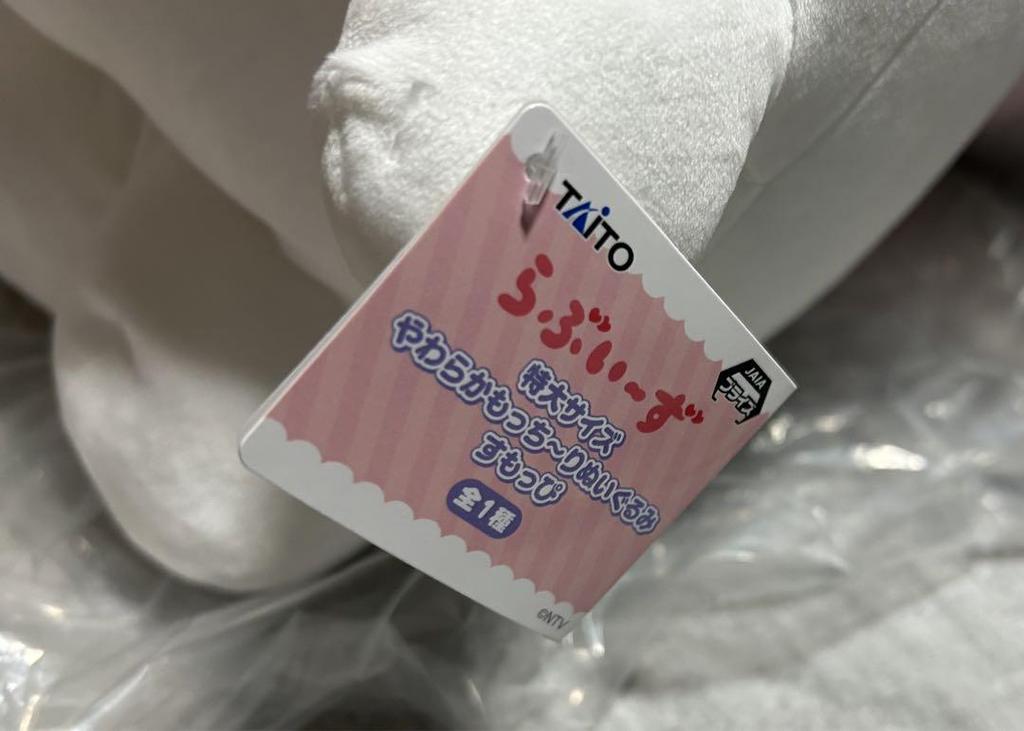 TAITO
らぶいーず
JAIA
プライズ
特大サイズ
やわらかもっち～りぬいぐるみ
すもっぴ
全1種
©NTV